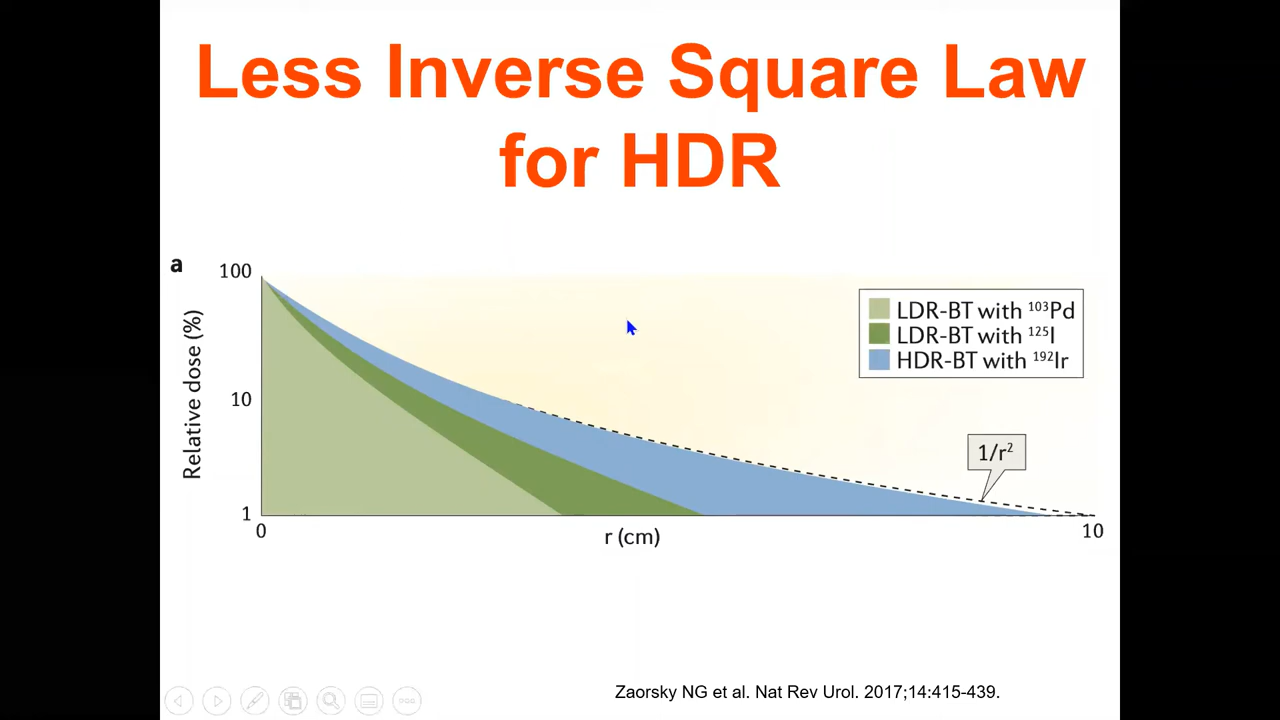 Less Inverse Square Law
for HDR
a
100
10
1
Relative dose (%)
0
r (cm)
10
LDR-BT with ¹⁰³Pd
LDR-BT with ¹²⁵I
HDR-BT with ¹⁹²Ir
1/r²
Zaorsky NG et al. Nat Rev Urol. 2017;14:415-439.